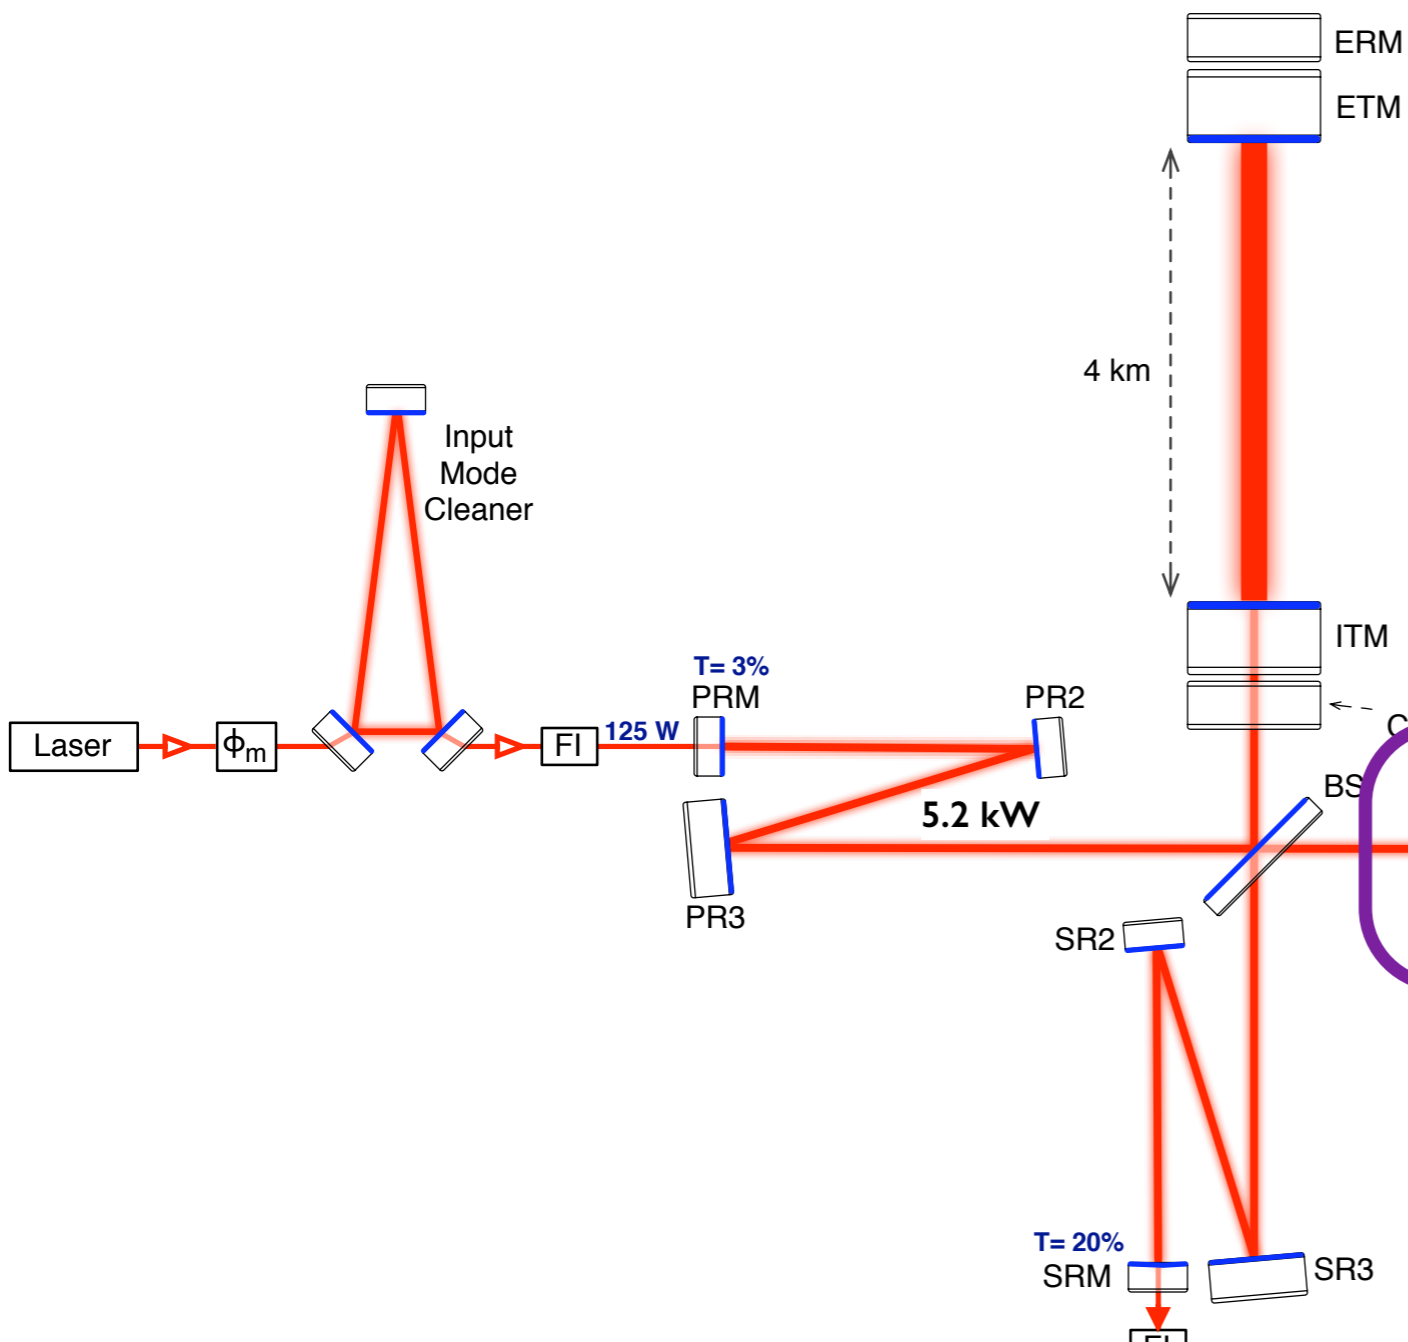 ERM
ETM
4 km
Input
Mode
Cleaner
ITM
T= 3%
PRM
PR2
C
Laser
ϕm
FI
125 W
BS
5.2 kW
PR3
SR2
T= 20%
SRM
SR3
FI